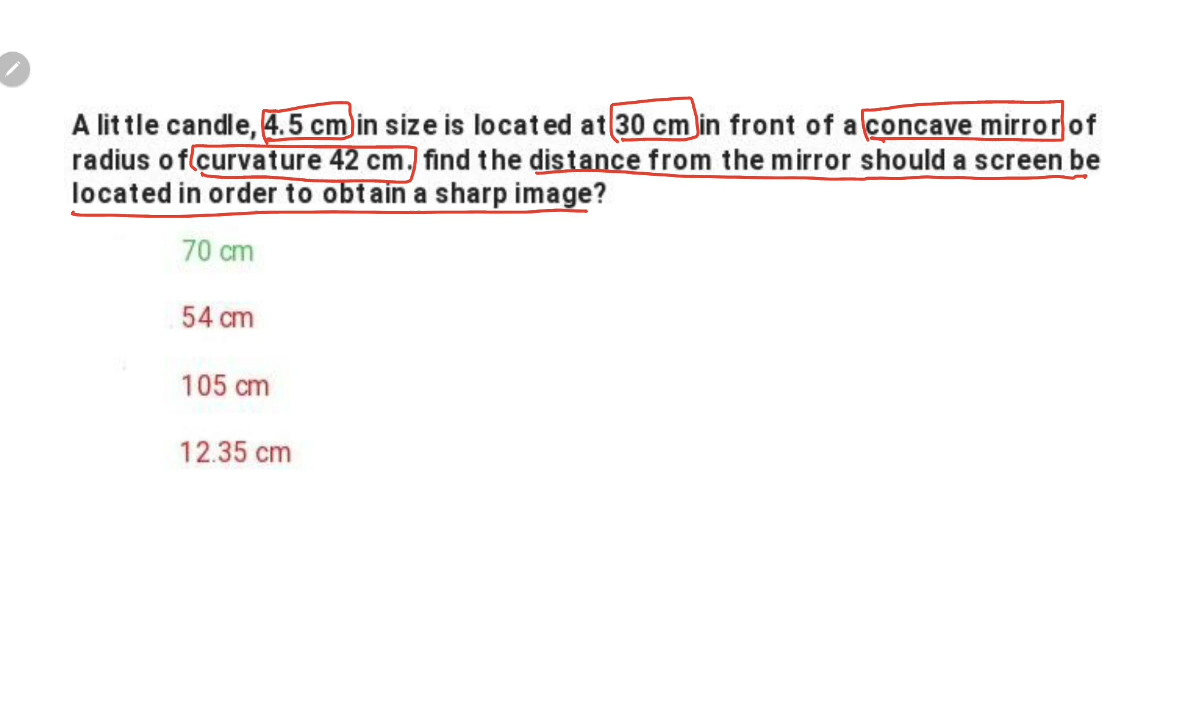 A little candle, 4.5 cm in size is located at 30 cm in front of a concave mirror of
radius of curvature 42 cm. find the distance from the mirror should a screen be
located in order to obtain a sharp image?
70 cm
54 cm
105 cm
12.35 cm